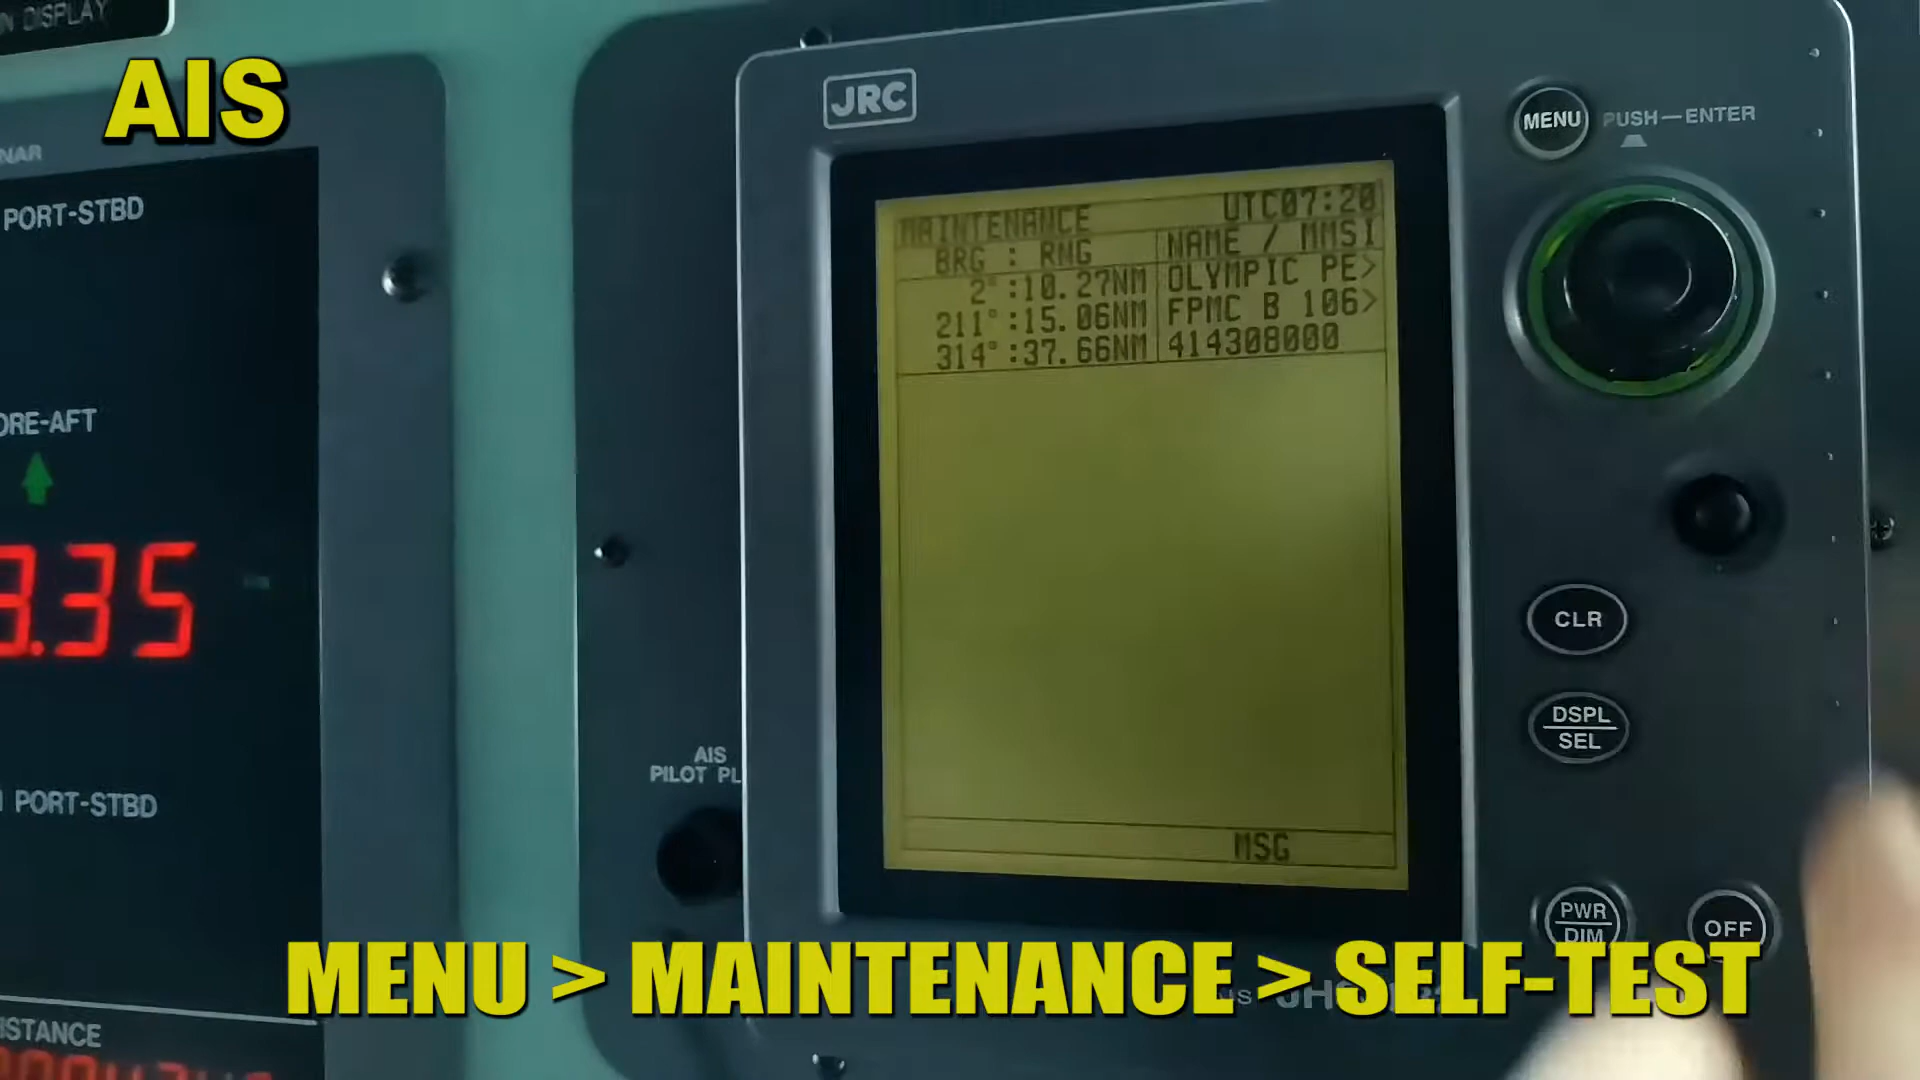 N DISPLAY
AIS
NAR
PORT-STBD
ORE-AFT
3.35
PORT-STBD
ISTANCE
JRC
MENU
PUSH—ENTER
MAINTENANCE UTC07:20
BRG : RNG NAME / MMSI
2° :10.27NM OLYMPIC PE>
211° :15.06NM FPMC B 106>
314° :37.66NM 414308000
MSG
AIS
PILOT PL
CLR
DSPL
SEL
PWR
DIM
OFF
MENU > MAINTENANCE > SELF-TEST